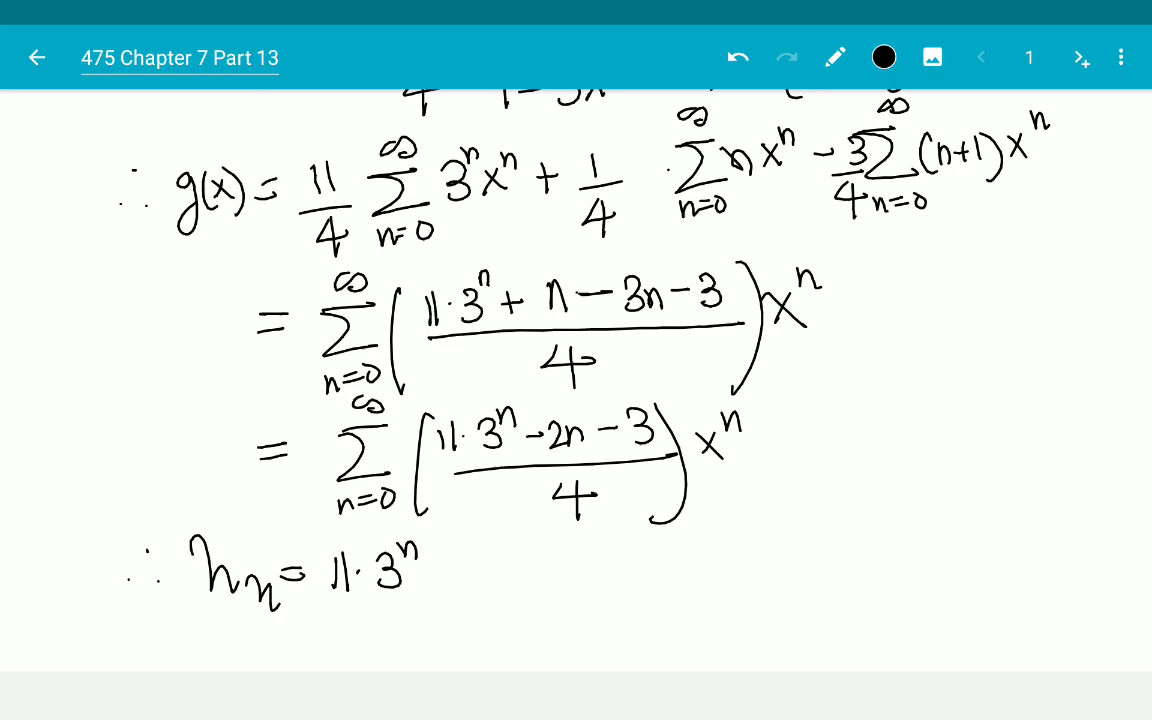 475 Chapter 7 Part 13
1
∴ g(x) = 11/4 ∑_{n=0}^{∞} 3^n x^n + 1/4 ∑_{n=0}^{∞} n x^n - 3/4 ∑_{n=0}^{∞} (n+1) x^n
= ∑_{n=0}^{∞} ( (11·3^n + n - 3n - 3)/4 ) x^n
= ∑_{n=0}^{∞} ( (11·3^n - 2n - 3)/4 ) x^n
∴ h_n = 11·3^n